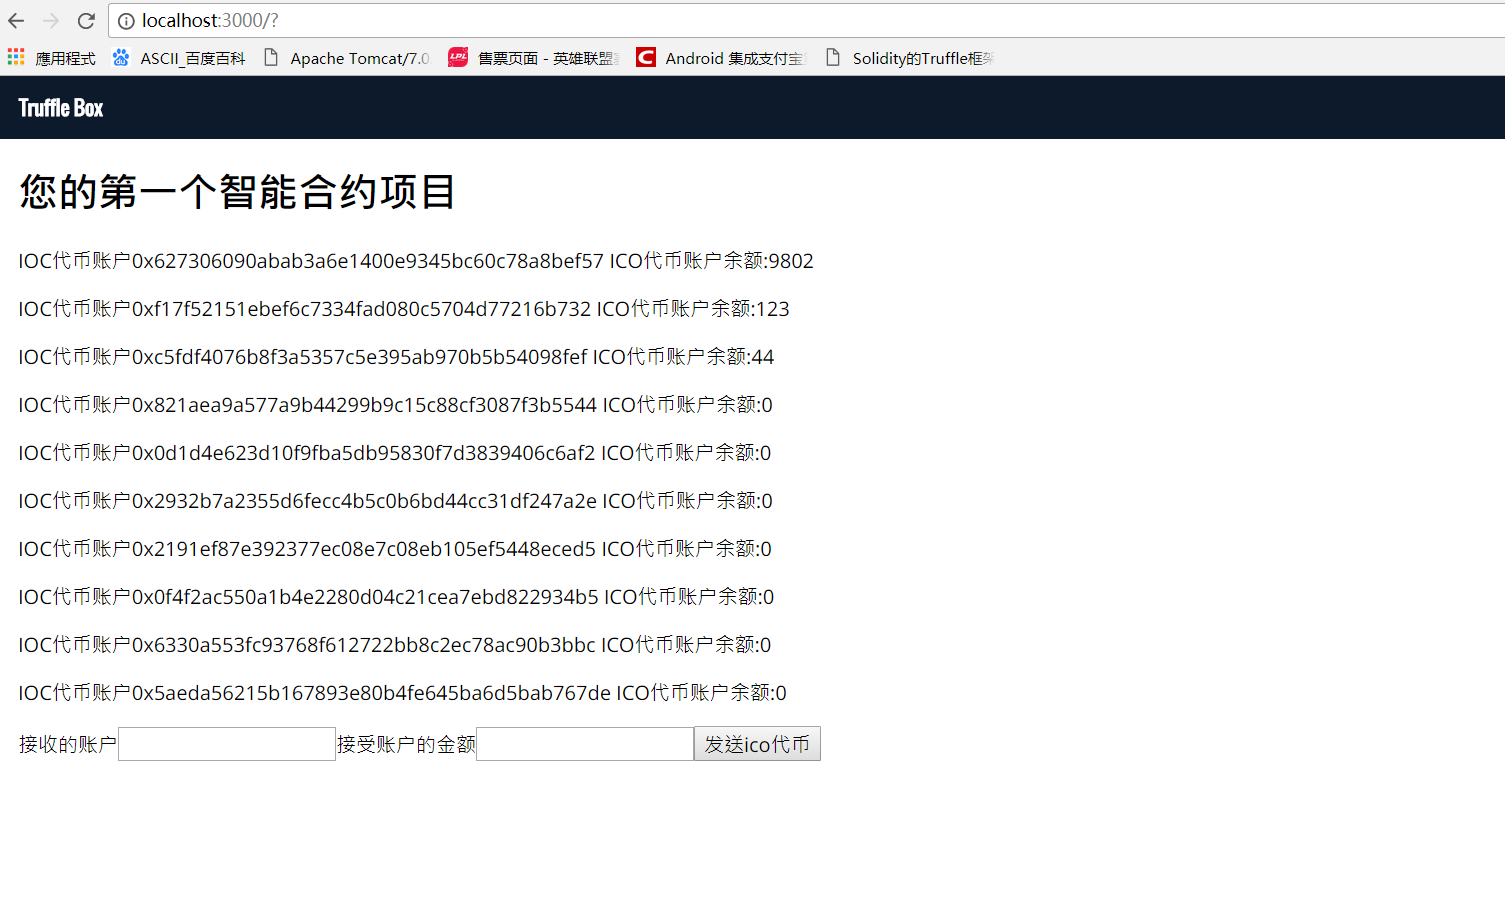 localhost:3000/?
應用程式 ASCII_百度百科 Apache Tomcat/7.0 售票页面 - 英雄联盟 Android 集成支付宝 Solidity的Truffle框架
Truffle Box
您的第一个智能合约项目
IOC代币账户0x627306090abab3a6e1400e9345bc60c78a8bef57 ICO代币账户余额:9802
IOC代币账户0xf17f52151ebef6c7334fad080c5704d77216b732 ICO代币账户余额:123
IOC代币账户0xc5fdf4076b8f3a5357c5e395ab970b5b54098fef ICO代币账户余额:44
IOC代币账户0x821aea9a577a9b44299b9c15c88cf3087f3b5544 ICO代币账户余额:0
IOC代币账户0x0d1d4e623d10f9fba5db95830f7d3839406c6af2 ICO代币账户余额:0
IOC代币账户0x2932b7a2355d6fecc4b5c0b6bd44cc31df247a2e ICO代币账户余额:0
IOC代币账户0x2191ef87e392377ec08e7c08eb105ef5448eced5 ICO代币账户余额:0
IOC代币账户0x0f4f2ac550a1b4e2280d04c21cea7ebd822934b5 ICO代币账户余额:0
IOC代币账户0x6330a553fc93768f612722bb8c2ec78ac90b3bbc ICO代币账户余额:0
IOC代币账户0x5aeda56215b167893e80b4fe645ba6d5bab767de ICO代币账户余额:0
接收的账户 接受账户的金额 发送ico代币